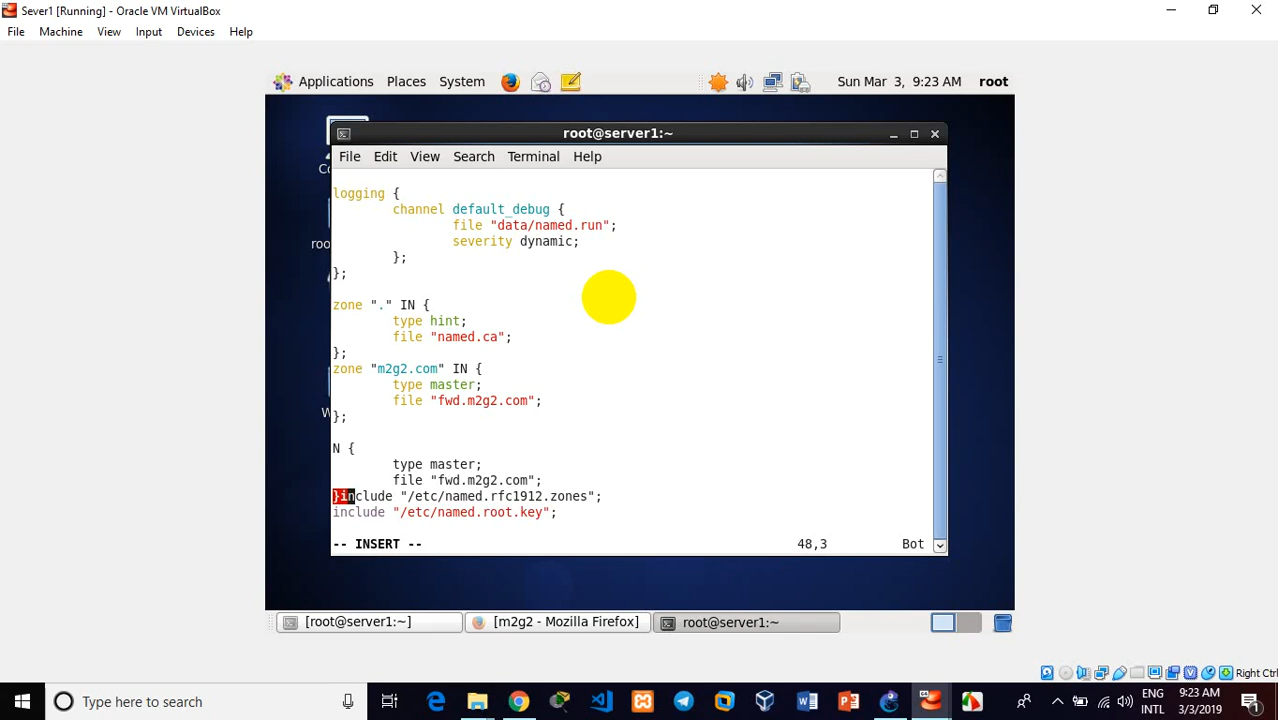 Sever1 [Running] - Oracle VM VirtualBox
File Machine View Input Devices Help
Applications Places System Sun Mar 3, 9:23 AM root
root@server1:~
File Edit View Search Terminal Help
logging {
channel default_debug {
file "data/named.run";
severity dynamic;
};
};
zone "." IN {
type hint;
file "named.ca";
};
zone "m2g2.com" IN {
type master;
file "fwd.m2g2.com";
};
N {
type master;
file "fwd.m2g2.com";
}include "/etc/named.rfc1912.zones";
include "/etc/named.root.key";
-- INSERT -- 48,3 Bot
[root@server1:~] [m2g2 - Mozilla Firefox] root@server1:~
Right Ctrl
Type here to search
ENG 9:23 AM
INTL 3/3/2019